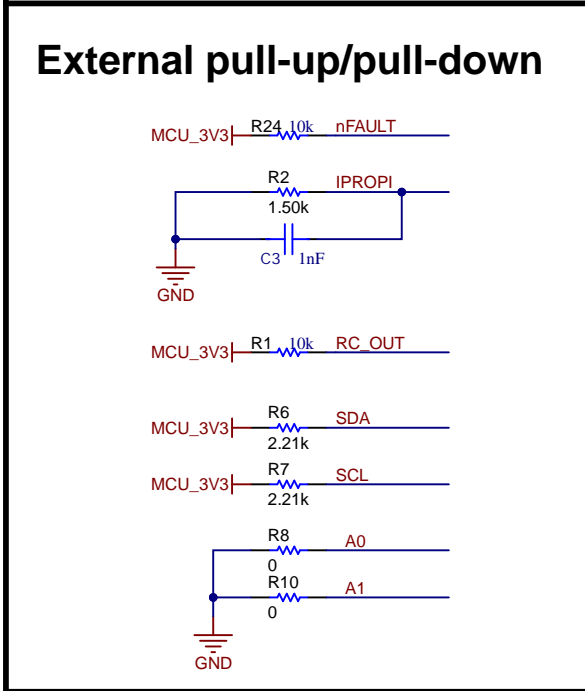 External pull-up/pull-down
MCU_3V3 R24 10k nFAULT
R2 IPROPI
1.50k
C3 1nF
GND
MCU_3V3 R1 10k RC_OUT
R6 SDA
MCU_3V3
2.21k
R7 SCL
MCU_3V3
2.21k
R8 A0
0
R10 A1
0
GND